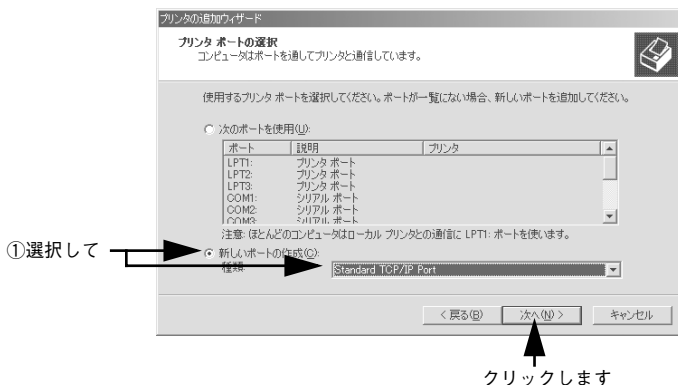 プリンタの追加ウィザード
プリンタ ポートの選択
コンピュータはポートを通してプリンタと通信しています。
使用するプリンタ ポートを選択してください。ポートが一覧にない場合、新しいポートを追加してください。
次のポートを使用(U):
ポート 説明 プリンタ
LPT1: プリンタ ポート
LPT2: プリンタ ポート
LPT3: プリンタ ポート
COM1: シリアル ポート
COM2: シリアル ポート
COM3: シリアル ポート
注意: ほとんどのコンピュータはローカル プリンタとの通信に LPT1: ポートを使います。
①選択して
新しいポートの作成(C):
種類: Standard TCP/IP Port
< 戻る(B) 次へ(N) > キャンセル
クリックします